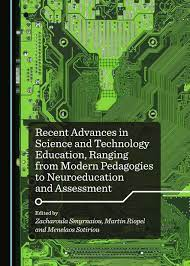 Recent Advances in
Science and Technology
Education, Ranging
from Modern Pedagogies
to Neuroeducation
and Assessment
Edited by
Zacharoula Smyrnaiou, Martin Riopel
and Menelaos Sotiriou